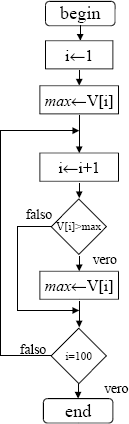 begin
i←1
max←V[i]
i←i+1
falso
V[i]>max
vero
max←V[i]
falso
i=100
vero
end